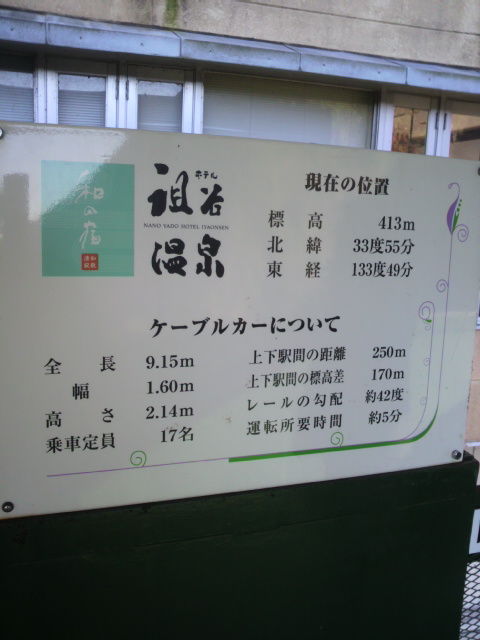 和の宿
ホテル
祖谷
NANO YADO HOTEL IYAONSEN
温泉
現在の位置
標高 413m
北緯 33度55分
東経 133度49分
ケーブルカーについて
全長 9.15m
幅 1.60m
高さ 2.14m
乗車定員 17名
上下駅間の距離 250m
上下駅間の標高差 170m
レールの勾配 約42度
運転所要時間 約5分